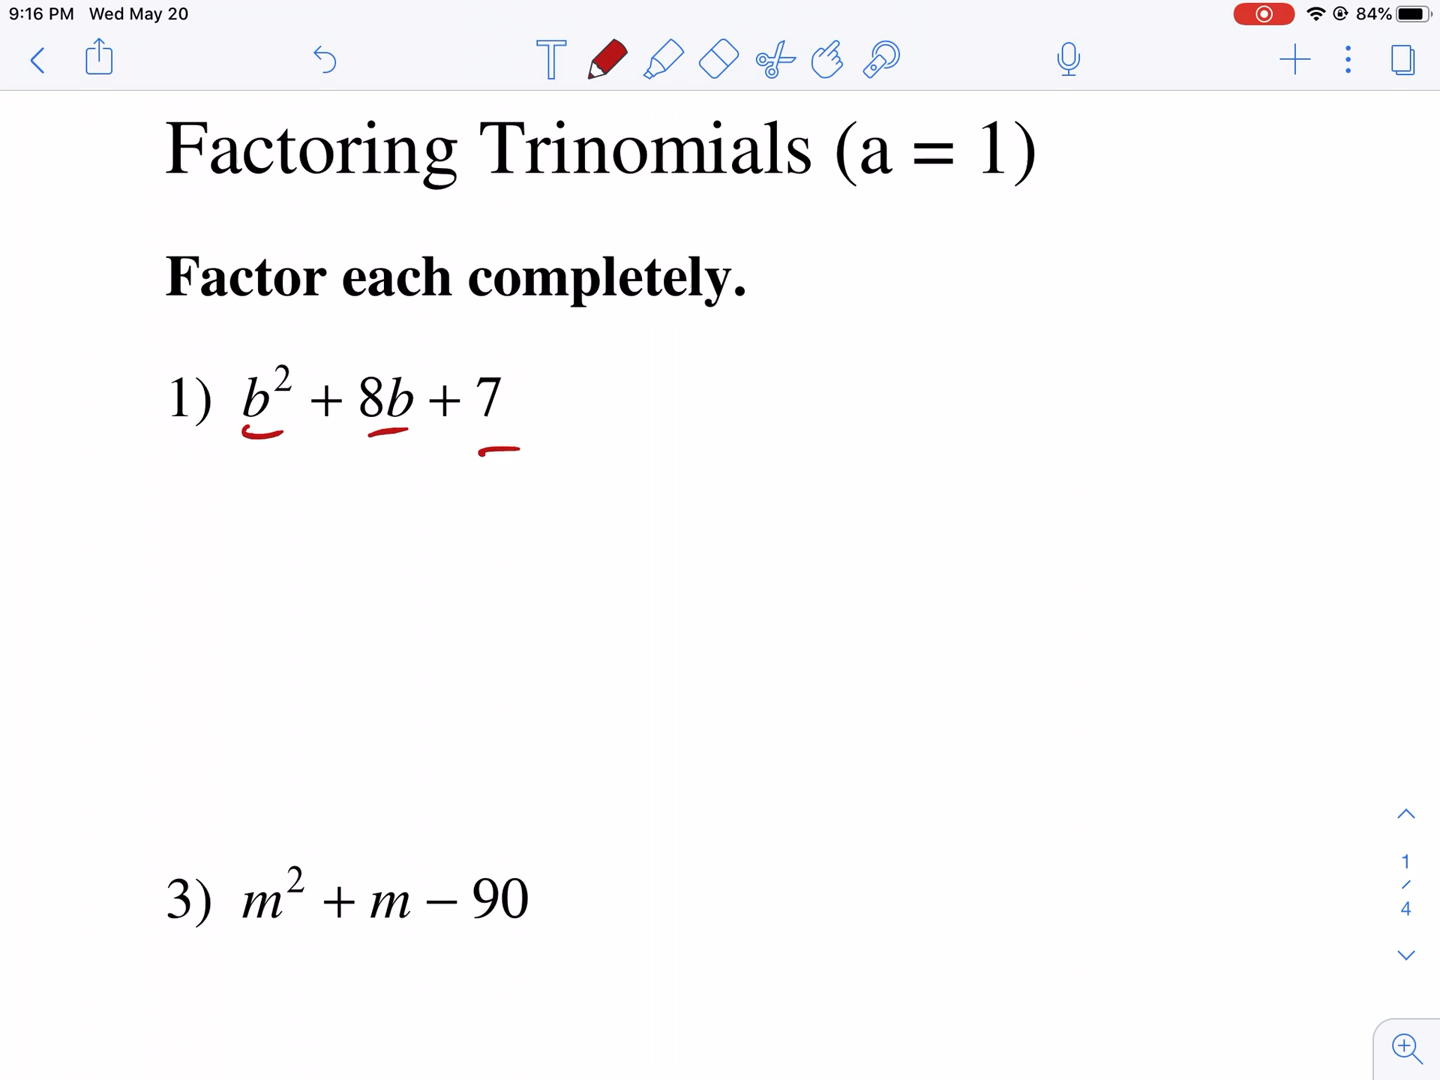 9:16 PM Wed May 20
84%
T
Factoring Trinomials (a = 1)
Factor each completely.
1) b² + 8b + 7
3) m² + m − 90
1
/
4